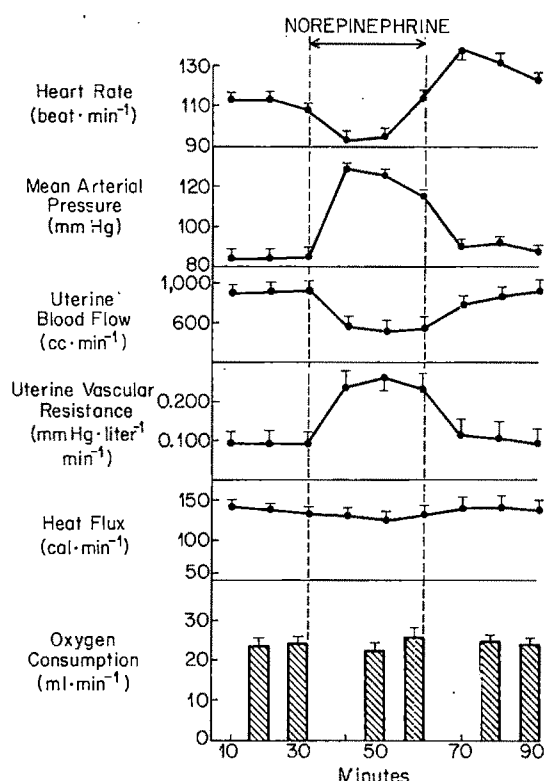 NOREPINEPHRINE
Heart Rate
(beat·min⁻¹)
130
110
90
Mean Arterial
Pressure
(mm Hg)
120
100
80
Uterine
Blood Flow
(cc·min⁻¹)
1,000
600
Uterine Vascular
Resistance
(mmHg·liter⁻¹
min⁻¹)
0.200
0.100
Heat Flux
(cal·min⁻¹)
150
100
50
Oxygen
Consumption
(ml·min⁻¹)
30
20
10
0
10 30 50 70 90
Minutes